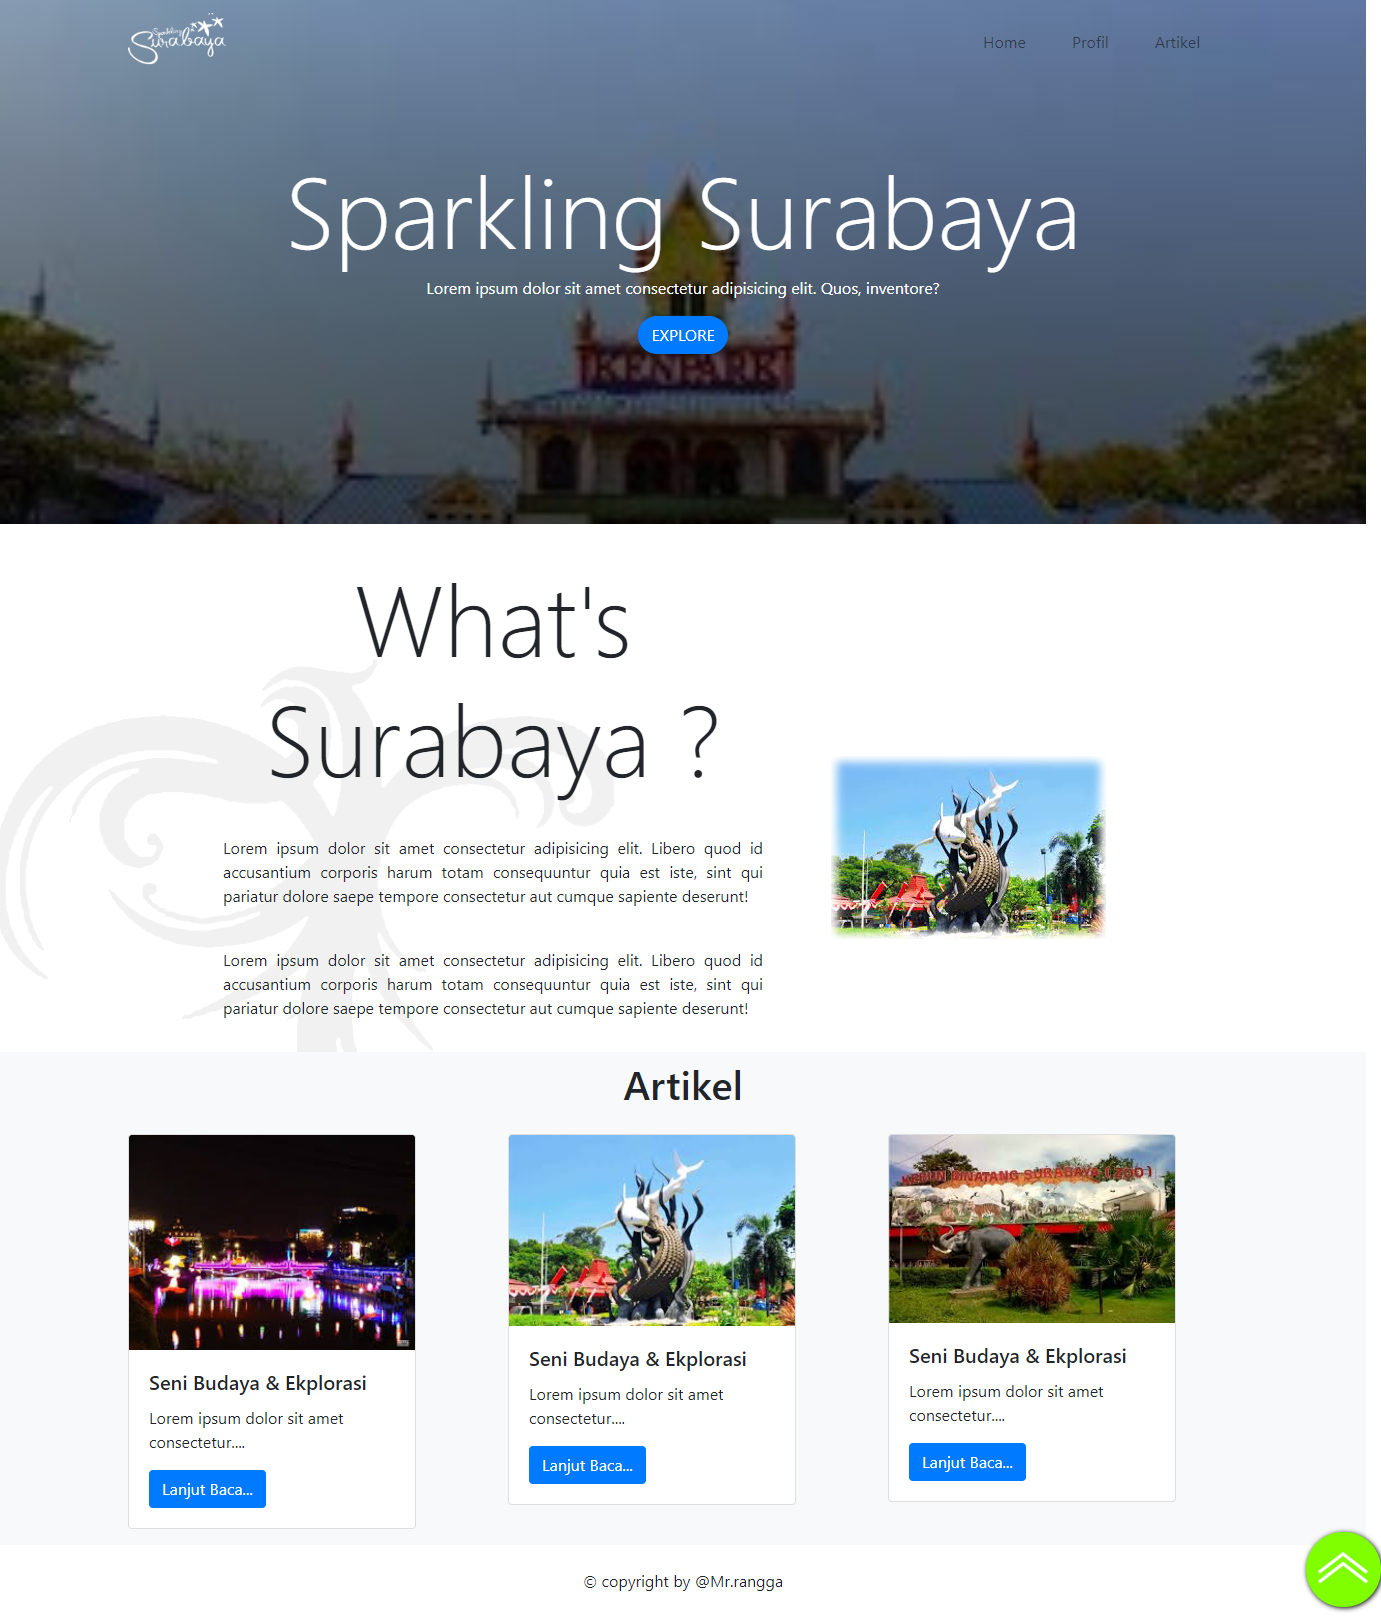 Sparkling
Surabaya
Home Profil Artikel
Sparkling Surabaya
Lorem ipsum dolor sit amet consectetur adipisicing elit. Quos, inventore?
EXPLORE
KENPARK
What's
Surabaya ?
Lorem ipsum dolor sit amet consectetur adipisicing elit. Libero quod id
accusantium corporis harum totam consequuntur quia est iste, sint qui
pariatur dolore saepe tempore consectetur aut cumque sapiente deserunt!
Lorem ipsum dolor sit amet consectetur adipisicing elit. Libero quod id
accusantium corporis harum totam consequuntur quia est iste, sint qui
pariatur dolore saepe tempore consectetur aut cumque sapiente deserunt!
Artikel
Seni Budaya & Ekplorasi
Lorem ipsum dolor sit amet
consectetur....
Lanjut Baca...
Seni Budaya & Ekplorasi
Lorem ipsum dolor sit amet
consectetur....
Lanjut Baca...
KEBUN BINATANG SURABAYA ( ZOO )
Seni Budaya & Ekplorasi
Lorem ipsum dolor sit amet
consectetur....
Lanjut Baca...
© copyright by @Mr.rangga